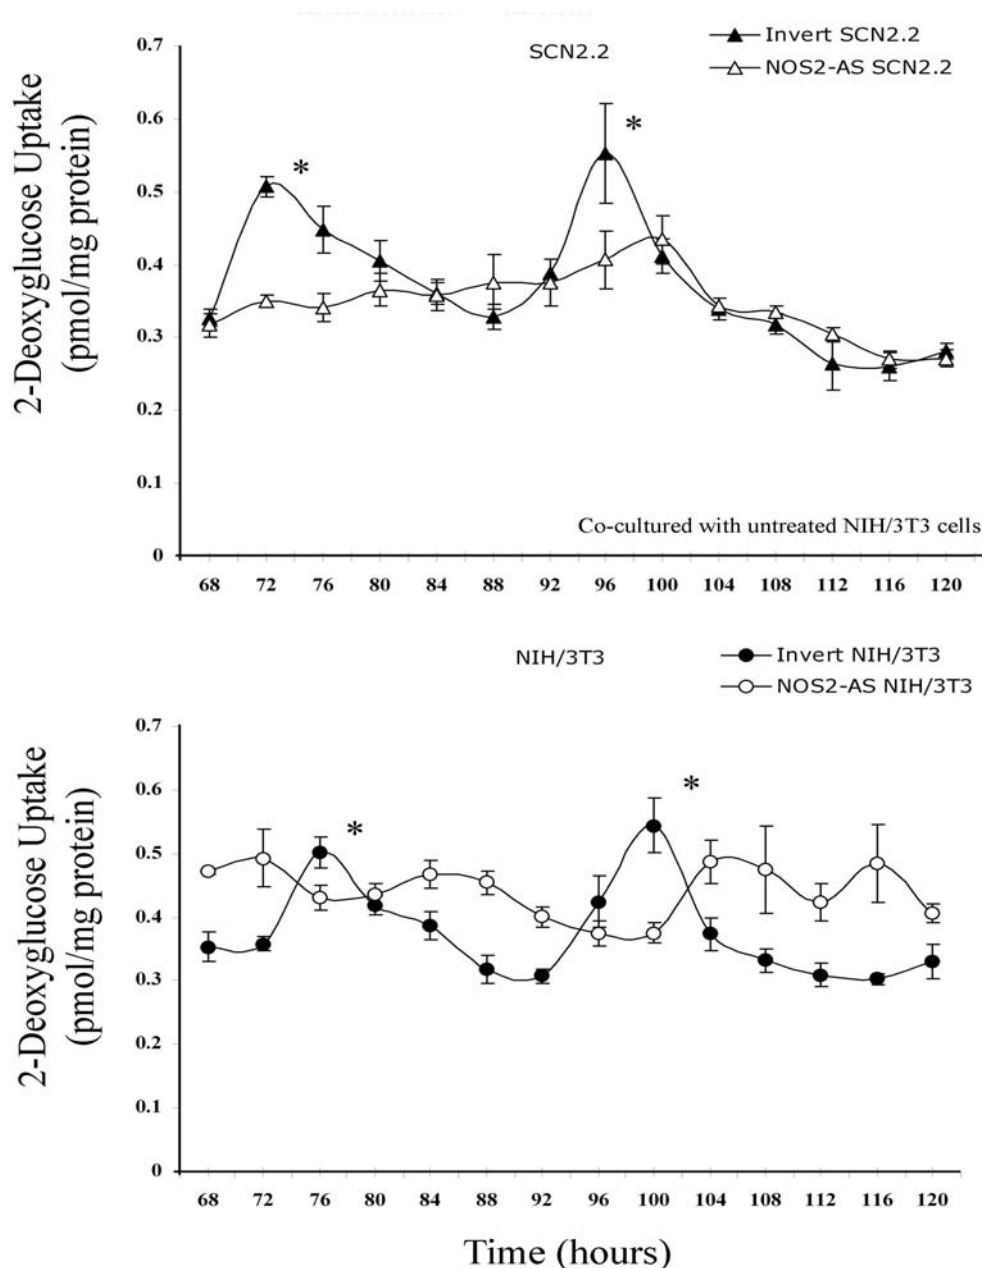 SCN2.2
Invert SCN2.2
NOS2-AS SCN2.2
2-Deoxyglucose Uptake
(pmol/mg protein)
0.7
0.6
0.5
0.4
0.3
0.2
0.1
0
*
*
Co-cultured with untreated NIH/3T3 cells
68 72 76 80 84 88 92 96 100 104 108 112 116 120
NIH/3T3
Invert NIH/3T3
NOS2-AS NIH/3T3
2-Deoxyglucose Uptake
(pmol/mg protein)
0.7
0.6
0.5
0.4
0.3
0.2
0.1
0
*
*
68 72 76 80 84 88 92 96 100 104 108 112 116 120
Time (hours)